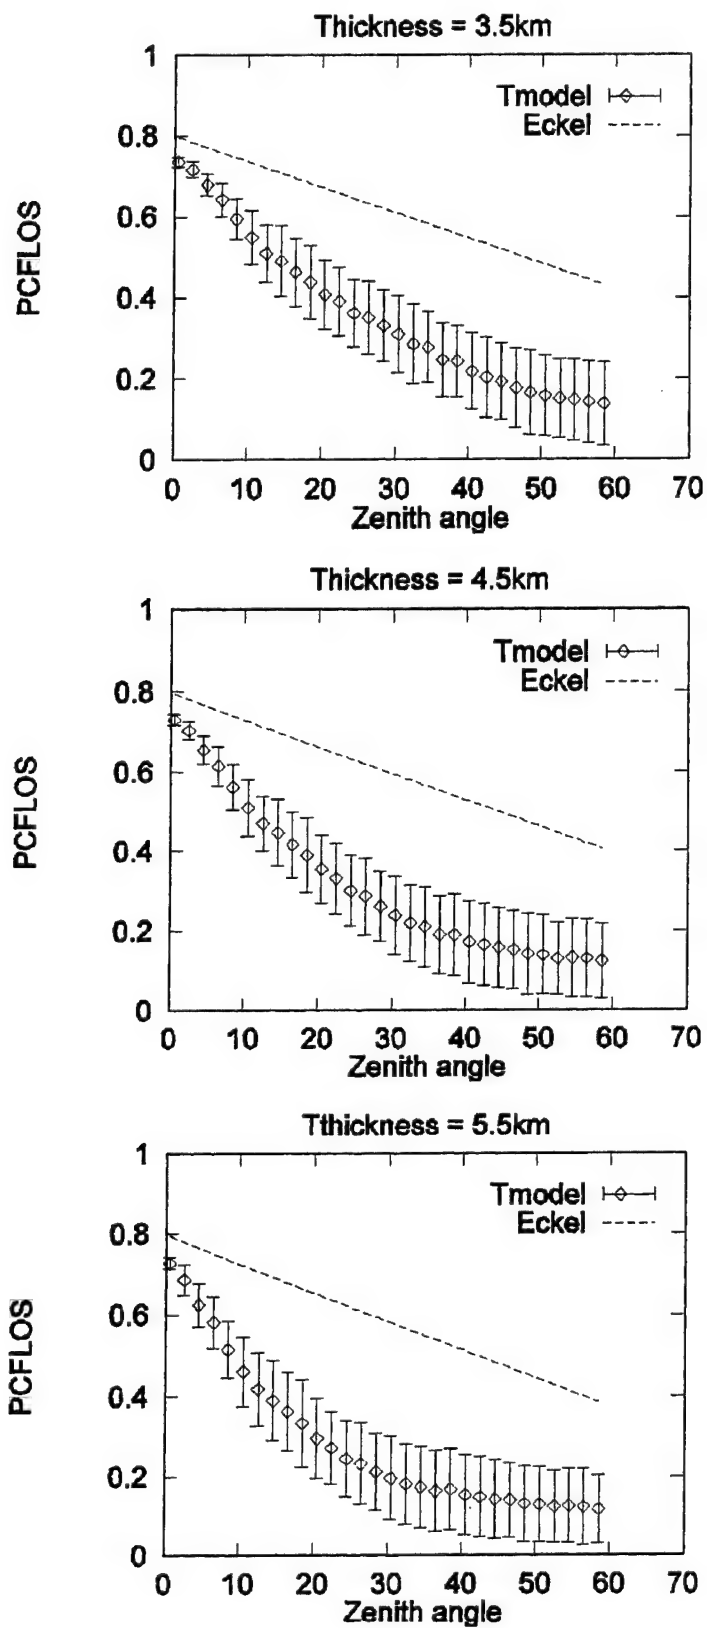 Thickness = 3.5km
1
0.8
0.6
0.4
0.2
0
PCFLOS
Tmodel
Eckel
0 10 20 30 40 50 60 70
Zenith angle
Thickness = 4.5km
1
0.8
0.6
0.4
0.2
0
PCFLOS
Tmodel
Eckel
0 10 20 30 40 50 60 70
Zenith angle
Tthickness = 5.5km
1
0.8
0.6
0.4
0.2
0
PCFLOS
Tmodel
Eckel
0 10 20 30 40 50 60 70
Zenith angle